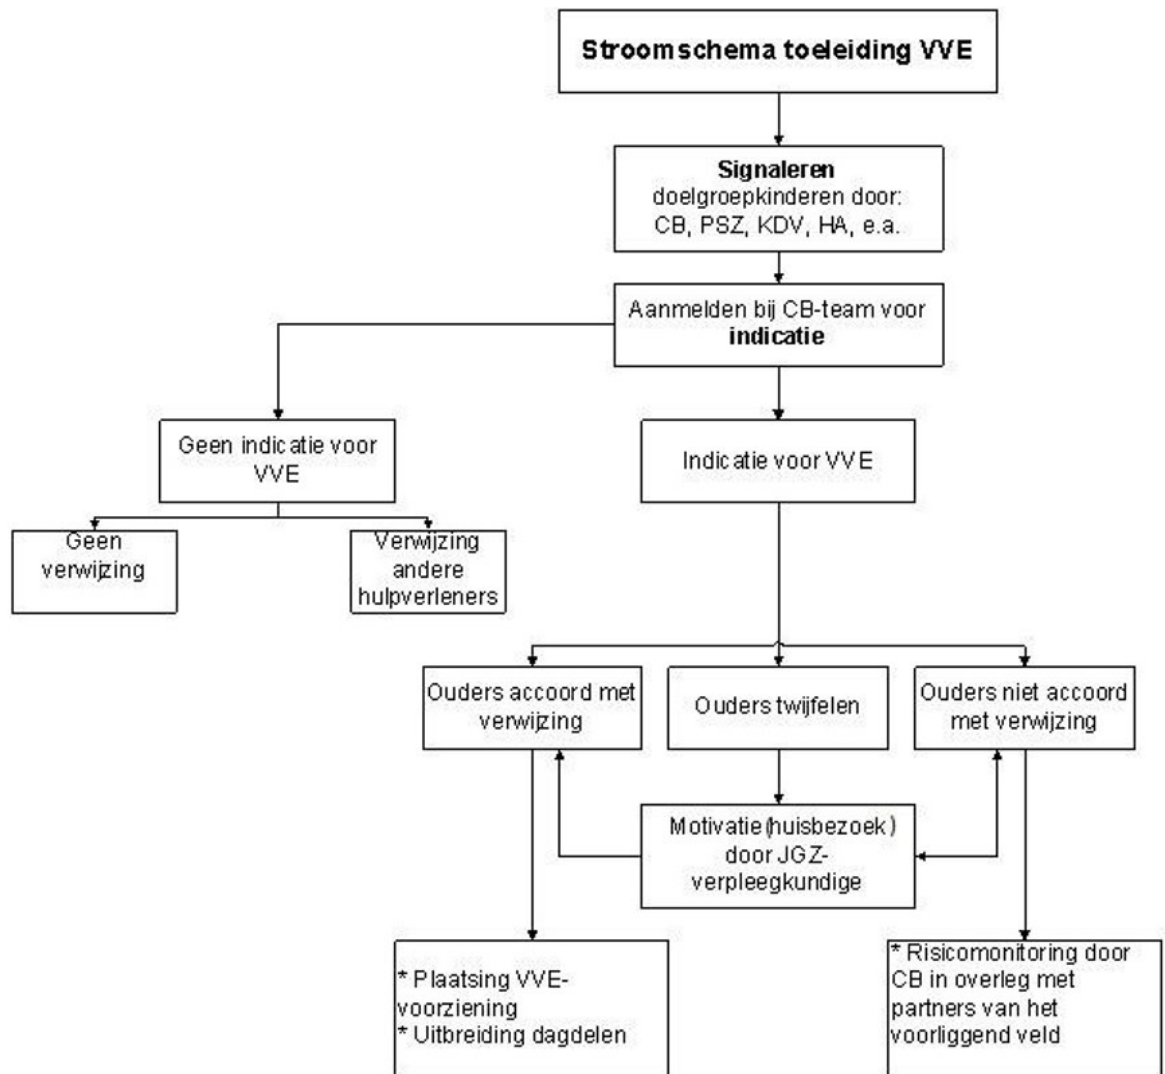 Stroomschema toeleiding VVE
Signaleren
doelgroepkinderen door:
CB, PSZ, KDV, HA, e.a.
Aanmelden bij CB-team voor
indicatie
Geen indicatie voor
VVE
Indicatie voor VVE
Geen
verwijzing
Verwijzing
andere
hulpverleners
Ouders accoord met
verwijzing
Ouders twijfelen
Ouders niet accoord
met verwijzing
Motivatie(huisbezoek)
door JGZ-
verpleegkundige
* Plaatsing VVE-
voorziening
* Uitbreiding dagdelen
* Risicomonitoring door
CB in overleg met
partners van het
voorliggend veld